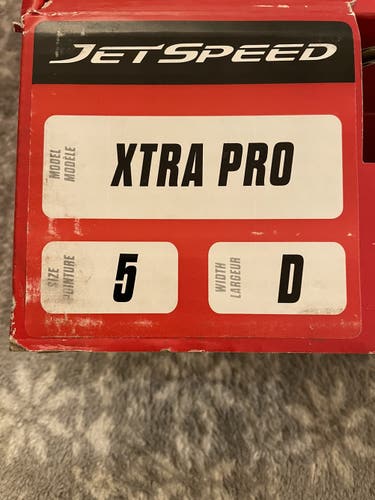 JETSPEED
MODEL
MODÈLE
XTRA PRO
SIZE
POINTURE
5
WIDTH
LARGEUR
D